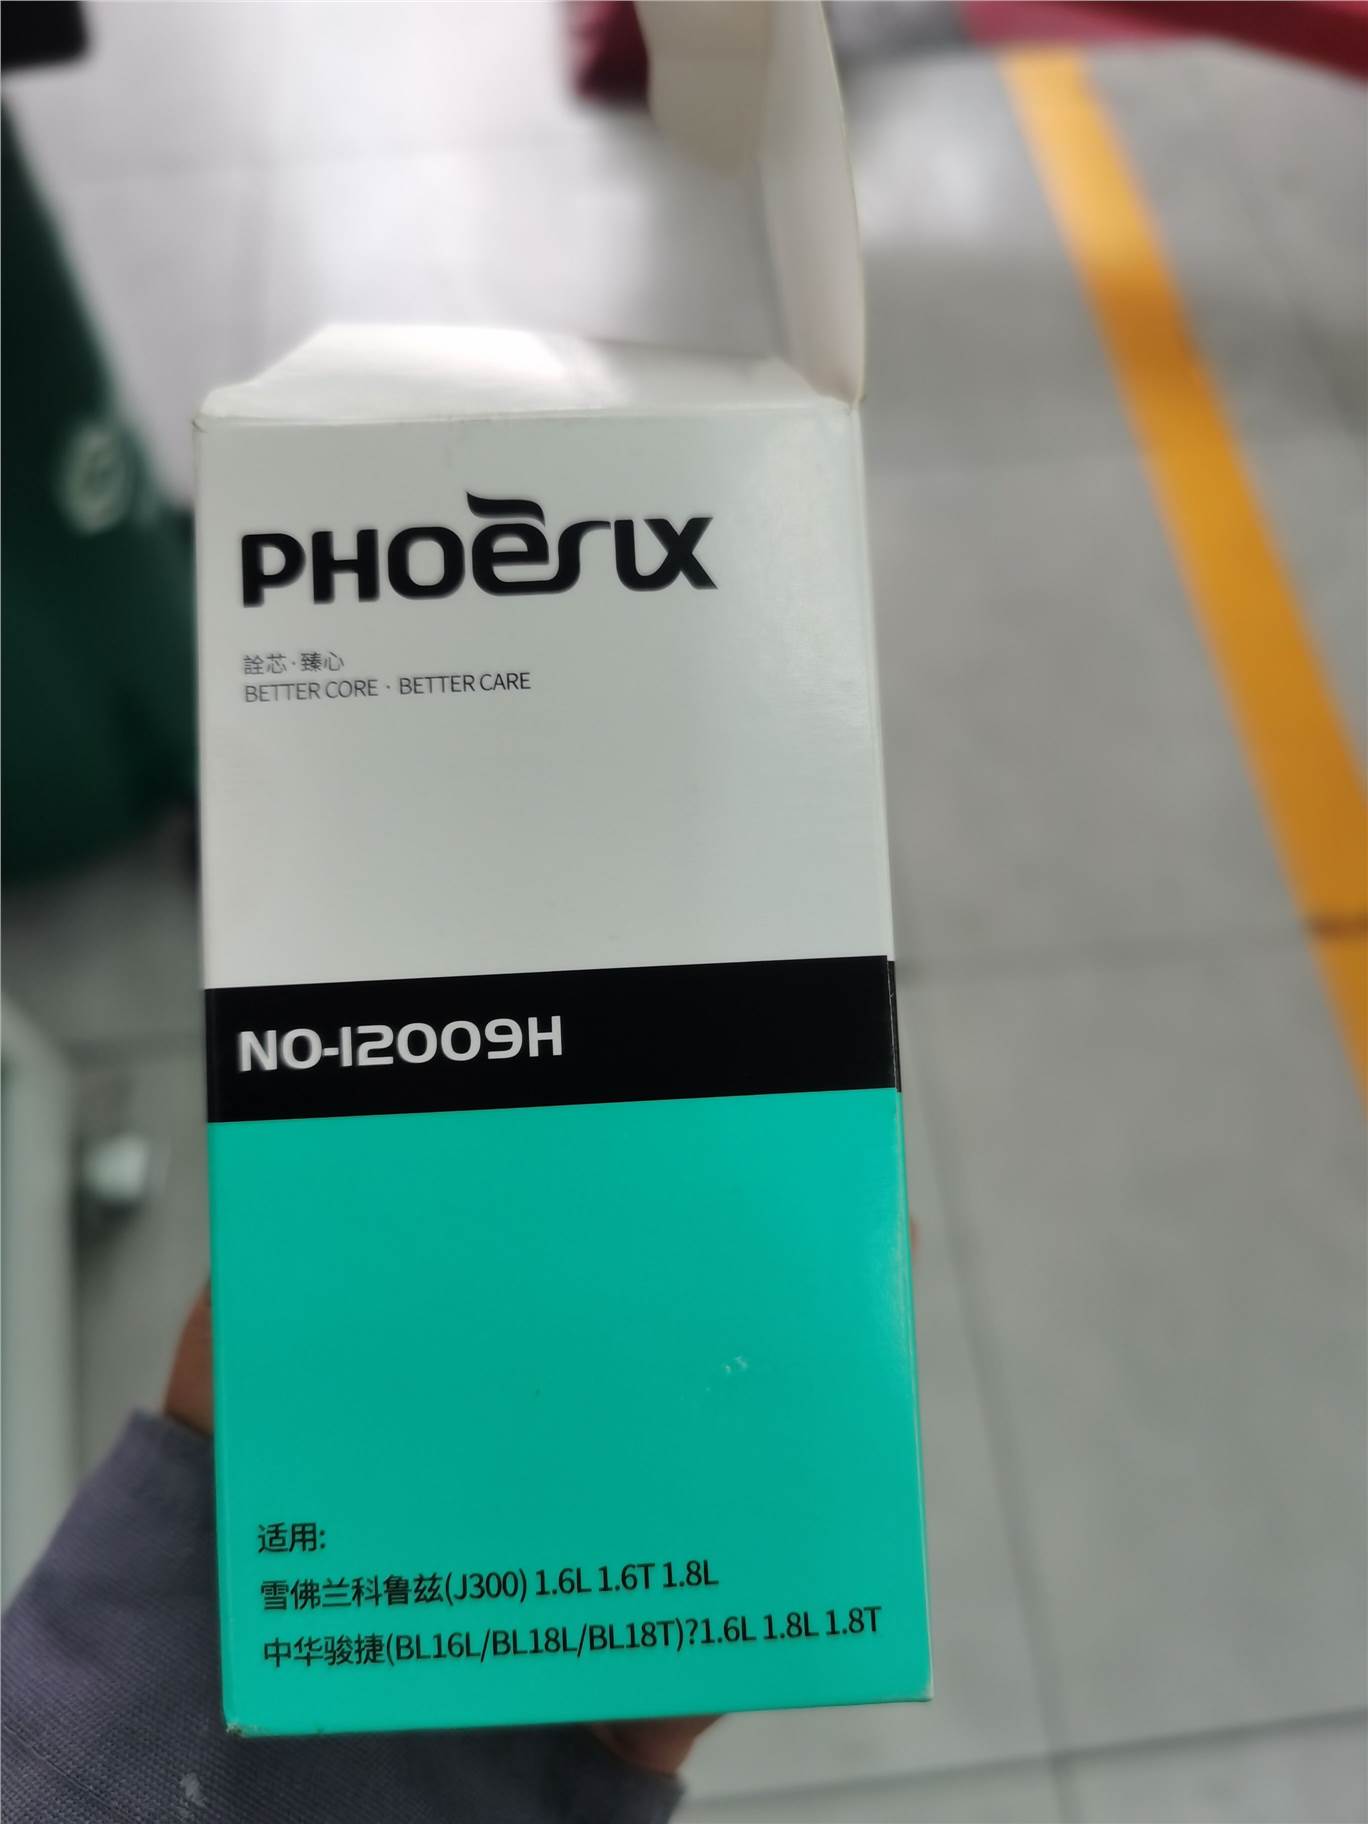 PHOENIX
詮芯·臻心
BETTER CORE · BETTER CARE
NO-12009H
适用:
雪佛兰科鲁兹(J300) 1.6L 1.6T 1.8L
中华骏捷(BL16L/BL18L/BL18T)?1.6L 1.8L 1.8T